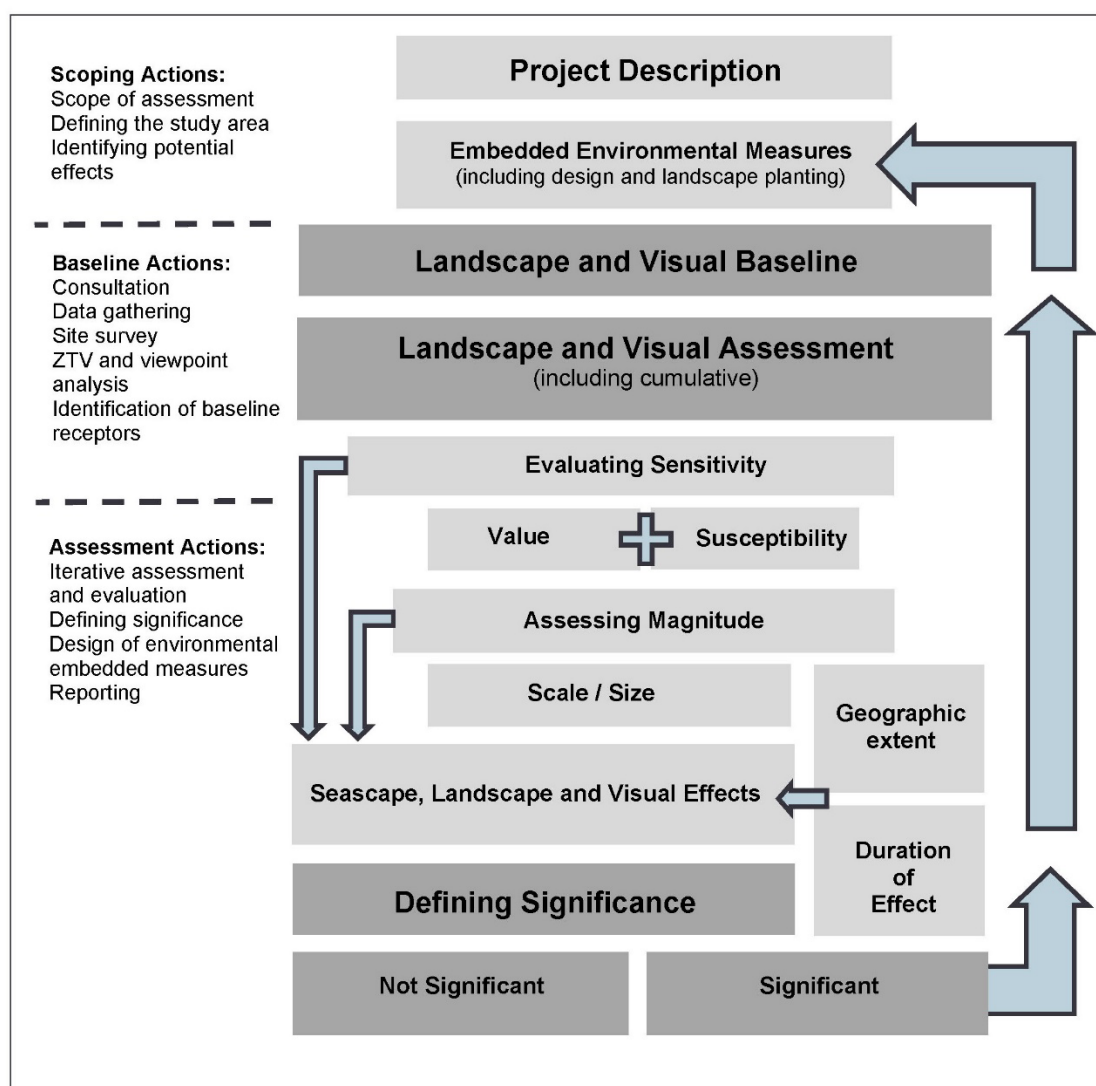 Scoping Actions:
Scope of assessment
Defining the study area
Identifying potential
effects
Project Description
Embedded Environmental Measures
(including design and landscape planting)
Baseline Actions:
Consultation
Data gathering
Site survey
ZTV and viewpoint
analysis
Identification of baseline
receptors
Landscape and Visual Baseline
Landscape and Visual Assessment
(including cumulative)
Evaluating Sensitivity
Value
Susceptibility
Assessment Actions:
Iterative assessment
and evaluation
Defining significance
Design of environmental
embedded measures
Reporting
Assessing Magnitude
Scale / Size
Geographic
extent
Seascape, Landscape and Visual Effects
Duration
of
Effect
Defining Significance
Not Significant
Significant